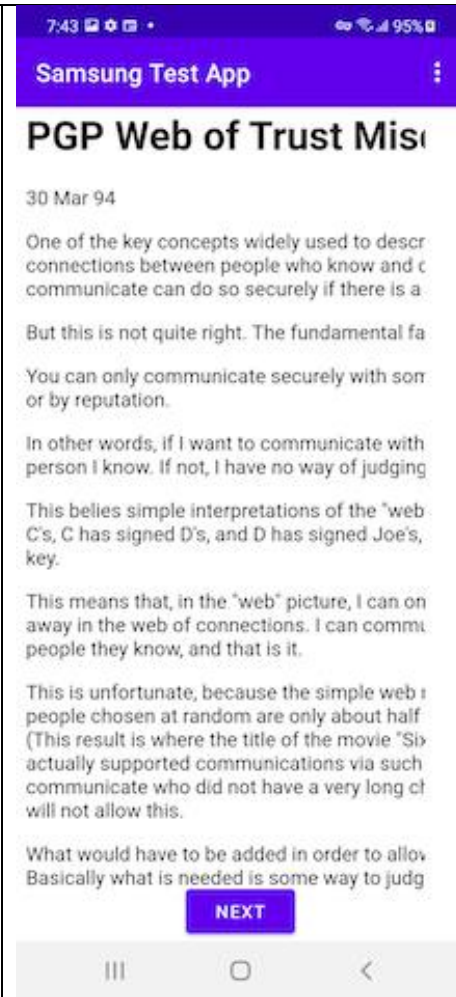 7:43
95%
Samsung Test App
PGP Web of Trust Misc
30 Mar 94
One of the key concepts widely used to descr
connections between people who know and c
communicate can do so securely if there is a
But this is not quite right. The fundamental fa
You can only communicate securely with som
or by reputation.
In other words, if I want to communicate with
person I know. If not, I have no way of judging
This belies simple interpretations of the "web
C's, C has signed D's, and D has signed Joe's,
key.
This means that, in the "web" picture, I can on
away in the web of connections. I can commu
people they know, and that is it.
This is unfortunate, because the simple web
people chosen at random are only about half
(This result is where the title of the movie "Six
actually supported communications via such
communicate who did not have a very long ch
will not allow this.
What would have to be added in order to allow
Basically what is needed is some way to judg
NEXT